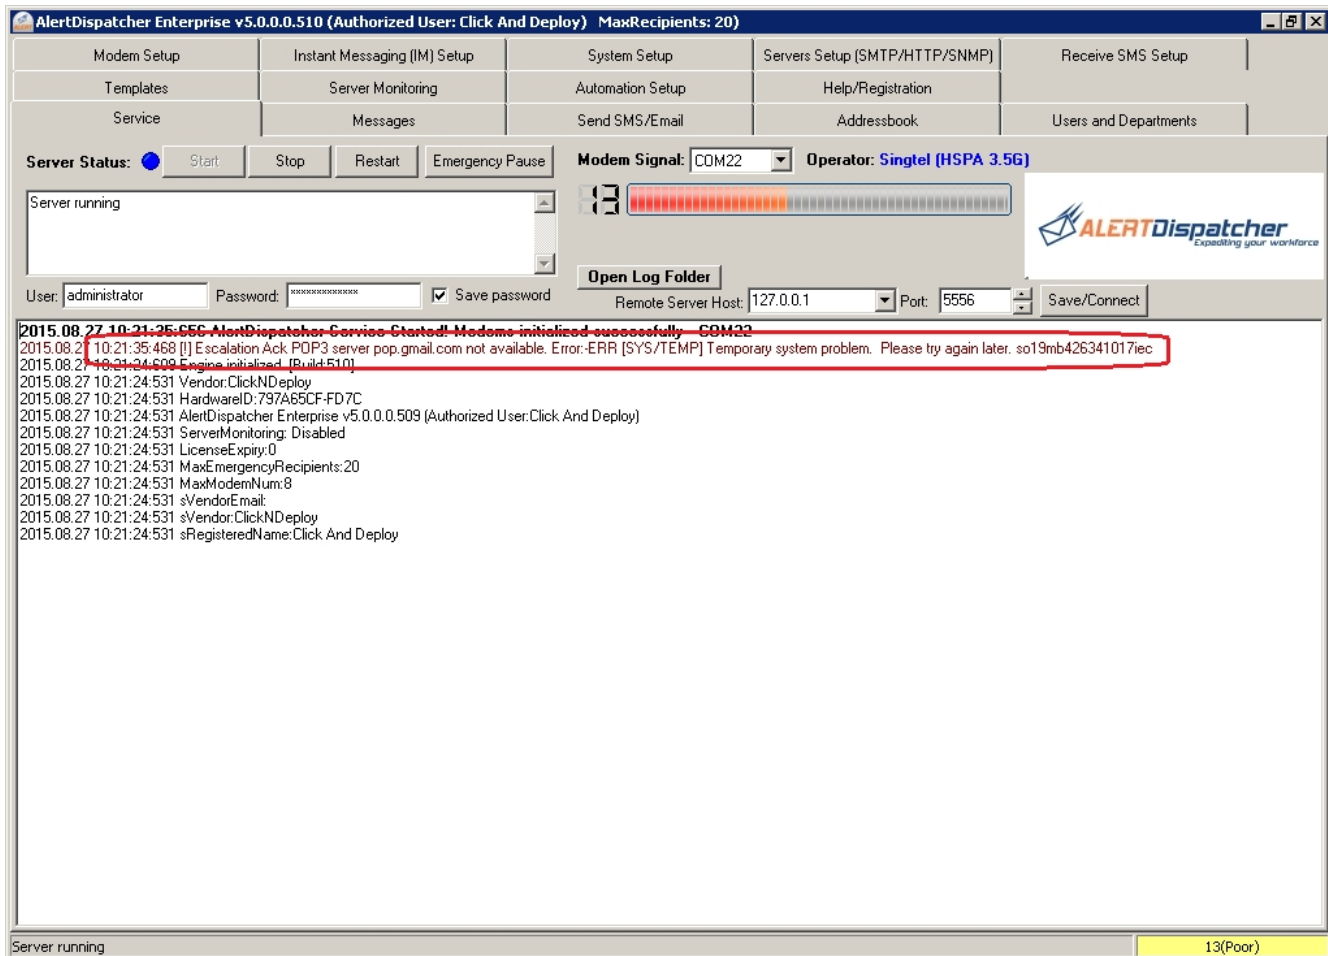 AlertDispatcher Enterprise v5.0.0.0.510 (Authorized User: Click And Deploy) MaxRecipients: 20)
Modem Setup
Instant Messaging (IM) Setup
System Setup
Servers Setup (SMTP/HTTP/SNMP)
Receive SMS Setup
Templates
Server Monitoring
Automation Setup
Help/Registration
Service
Messages
Send SMS/Email
Addressbook
Users and Departments
Server Status:
Start
Stop
Restart
Emergency Pause
Modem Signal: COM22
Operator: Singtel (HSPA 3.5G)
Server running
13
ALERTDispatcher
Expediting your workforce
Open Log Folder
User: administrator
Password: xxxxxxxxxxxxx
Save password
Remote Server Host: 127.0.0.1
Port: 5556
Save/Connect
2015.08.27 10:21:35:656 AlertDispatcher Service Started! Modems initialized successfully - COM22
2015.08.27 10:21:35:468 [!] Escalation Ack POP3 server pop.gmail.com not available. Error:-ERR [SYS/TEMP] Temporary system problem. Please try again later. so19mb426341017iec
2015.08.27 10:21:24:609 Engine initialized. [Build:510]
2015.08.27 10:21:24:531 Vendor:ClickNDeploy
2015.08.27 10:21:24:531 HardwareID:797A65CF-FD7C
2015.08.27 10:21:24:531 AlertDispatcher Enterprise v5.0.0.0.509 (Authorized User:Click And Deploy)
2015.08.27 10:21:24:531 ServerMonitoring: Disabled
2015.08.27 10:21:24:531 LicenseExpiry:0
2015.08.27 10:21:24:531 MaxEmergencyRecipients:20
2015.08.27 10:21:24:531 MaxModemNum:8
2015.08.27 10:21:24:531 sVendorEmail:
2015.08.27 10:21:24:531 sVendor:ClickNDeploy
2015.08.27 10:21:24:531 sRegisteredName:Click And Deploy
Server running
13(Poor)